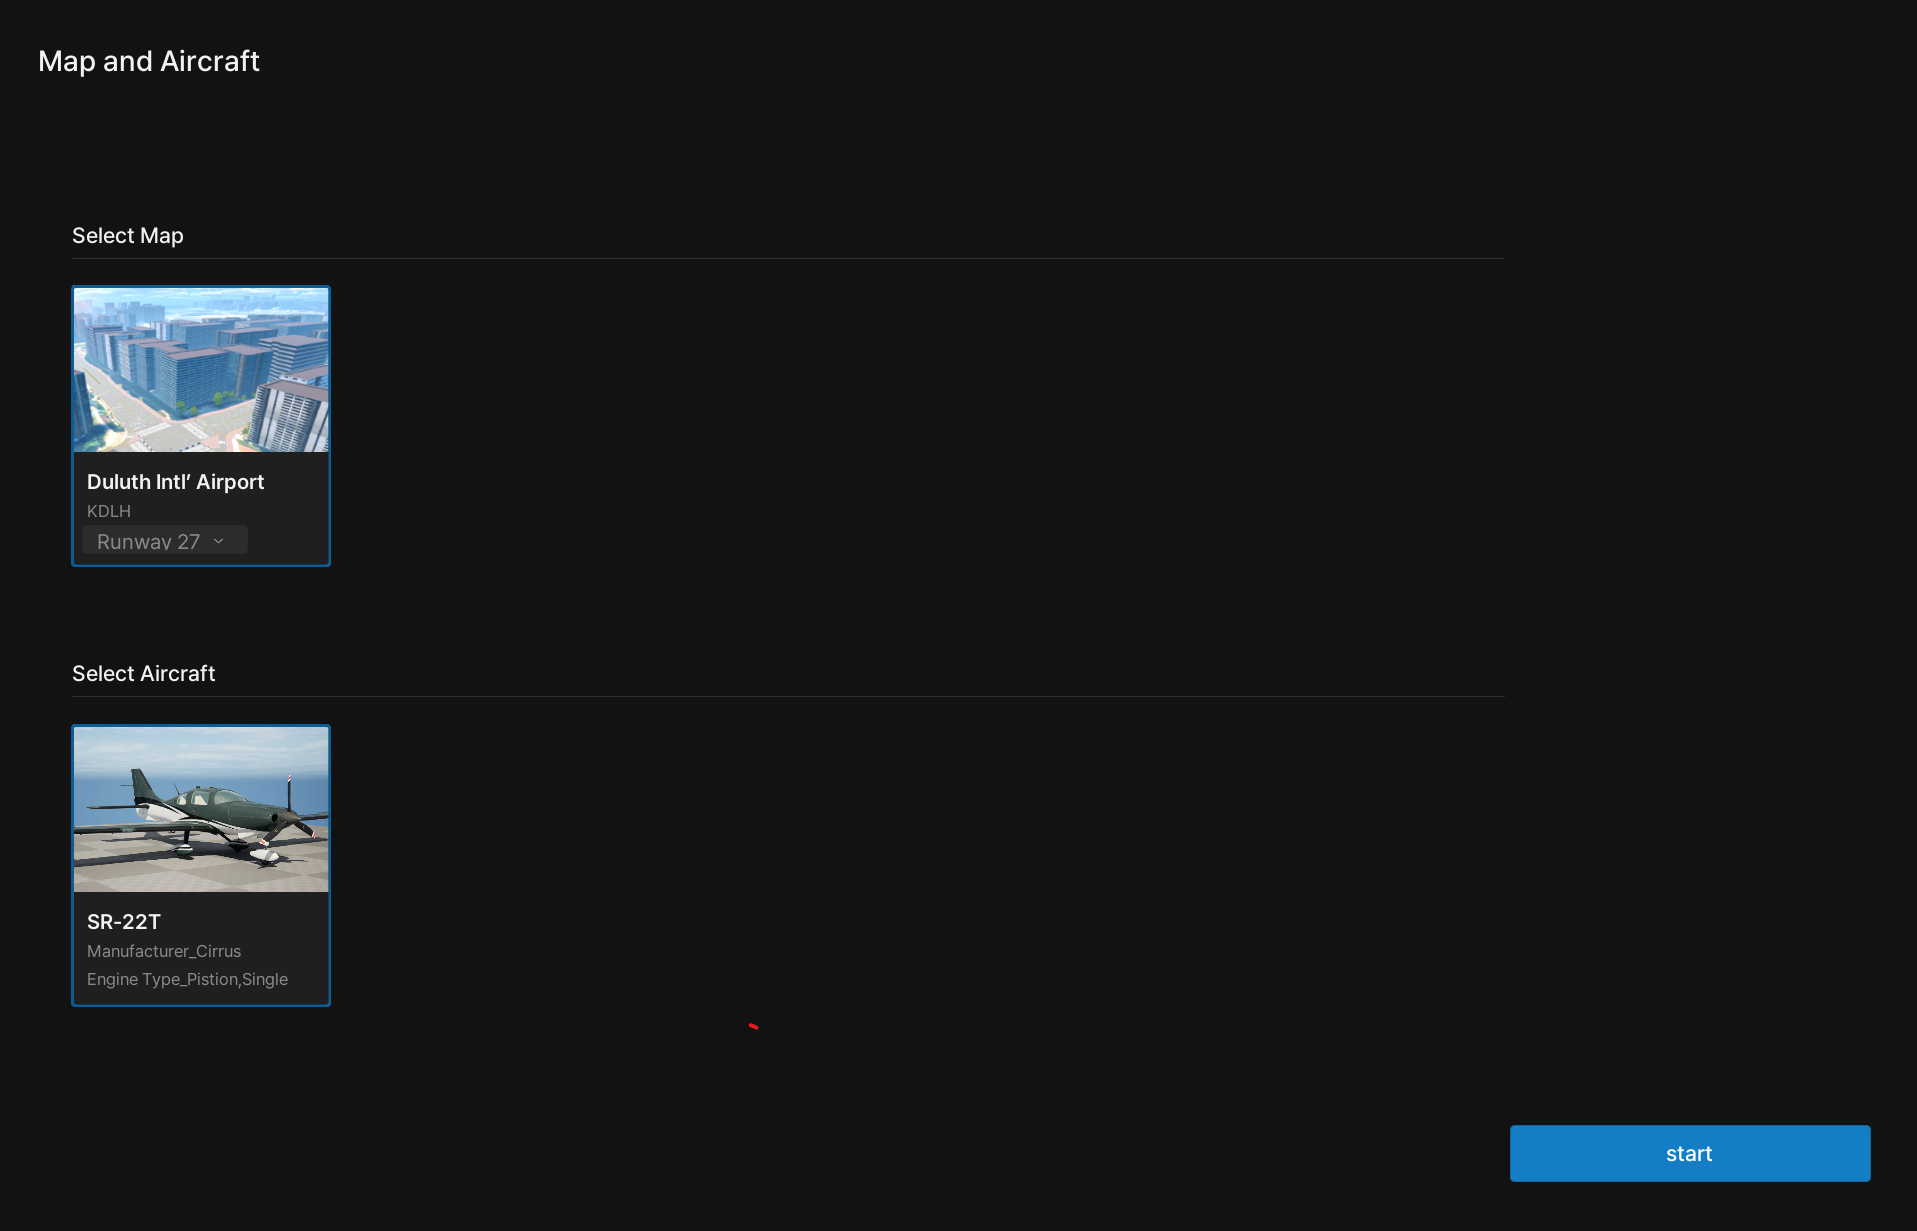 Map and Aircraft
Select Map
Duluth Intl’ Airport
KDLH
Runway 27
Select Aircraft
SR-22T
Manufacturer_Cirrus
Engine Type_Pistion,Single
start